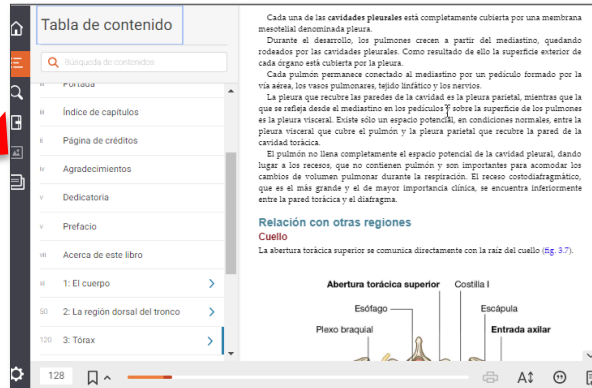 Tabla de contenido
Búsqueda de contenidos
Portada
III Índice de capítulos
II Página de créditos
IV Agradecimientos
V Dedicatoria
V Prefacio
VII Acerca de este libro
XI 1: El cuerpo
50 2: La región dorsal del tronco
120 3: Tórax
Cada una de las cavidades pleurales está completamente cubierta por una membrana
mesotelial denominada pleura.
Durante el desarrollo, los pulmones crecen a partir del mediastino, quedando
rodeados por las cavidades pleurales. Como resultado de ello la superficie exterior de
cada órgano está cubierta por la pleura.
Cada pulmón permanece conectado al mediastino por un pedículo formado por la
vía aérea, los vasos pulmonares, tejido linfático y los nervios.
La pleura que recubre las paredes de la cavidad es la pleura parietal, mientras que la
que se refleja desde el mediastino en los pedículos y sobre la superficie de los pulmones
es la pleura visceral. Existe sólo un espacio potencial, en condiciones normales, entre la
pleura visceral que cubre el pulmón y la pleura parietal que recubre la pared de la
cavidad torácica.
El pulmón no llena completamente el espacio potencial de la cavidad pleural, dando
lugar a los recesos, que no contienen pulmón y son importantes para acomodar los
cambios de volumen pulmonar durante la respiración. El receso costodiafragmático,
que es el más grande y el de mayor importancia clínica, se encuentra inferiormente
entre la pared torácica y el diafragma.
Relación con otras regiones
Cuello
La abertura torácica superior se comunica directamente con la raíz del cuello (fig. 3.7).
Abertura torácica superior Costilla I
Esófago Escápula
Plexo braquial Entrada axilar
128